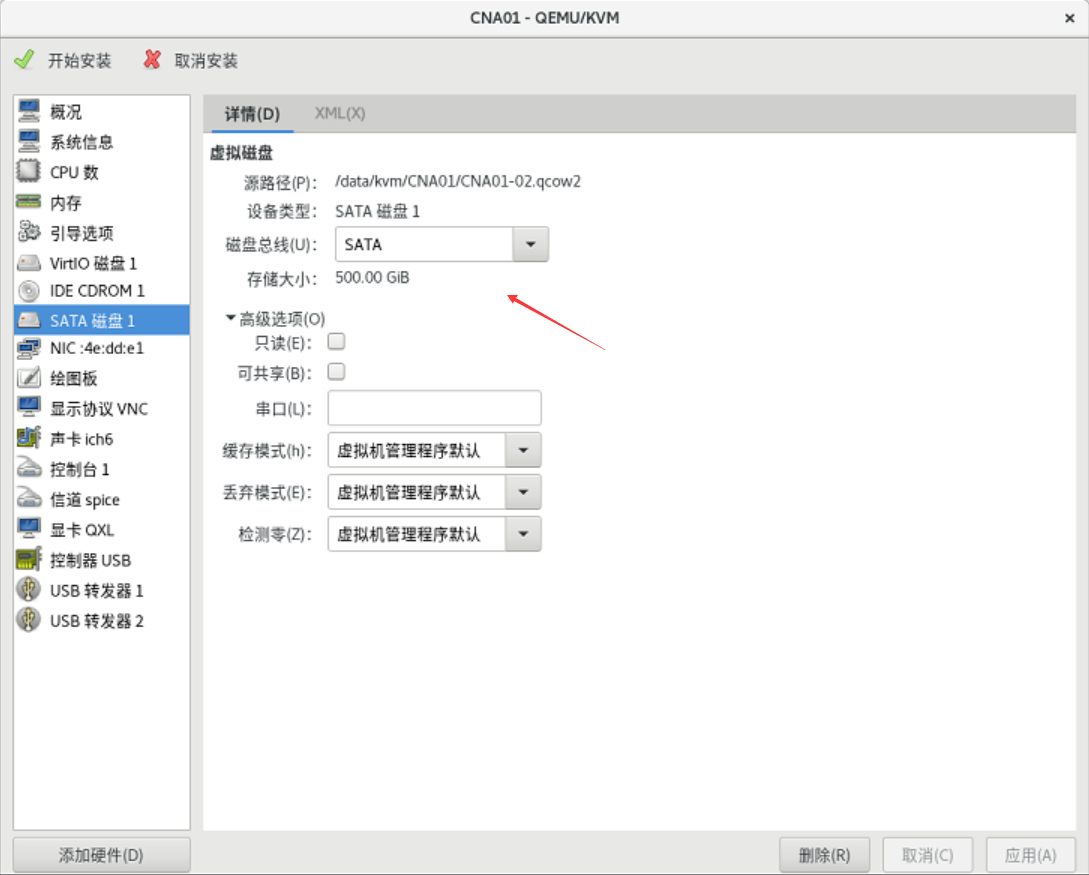 CNA01 - QEMU/KVM
开始安装
取消安装
概况
系统信息
CPU 数
内存
引导选项
VirtIO 磁盘 1
IDE CDROM 1
SATA 磁盘 1
NIC :4e:dd:e1
绘图板
显示协议 VNC
声卡 ich6
控制台 1
信道 spice
显卡 QXL
控制器 USB
USB 转发器 1
USB 转发器 2
添加硬件(D)
详情(D)
XML(X)
虚拟磁盘
源路径(P): /data/kvm/CNA01/CNA01-02.qcow2
设备类型: SATA 磁盘 1
磁盘总线(U): SATA
存储大小: 500.00 GiB
高级选项(O)
只读(E):
可共享(B):
串口(L):
缓存模式(h): 虚拟机管理程序默认
丢弃模式(E): 虚拟机管理程序默认
检测零(Z): 虚拟机管理程序默认
删除(R)
取消(C)
应用(A)